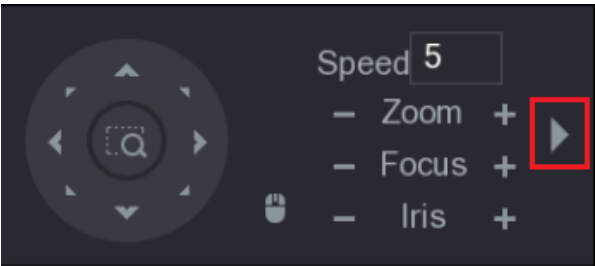 Speed 5
- Zoom +
- Focus +
- Iris +